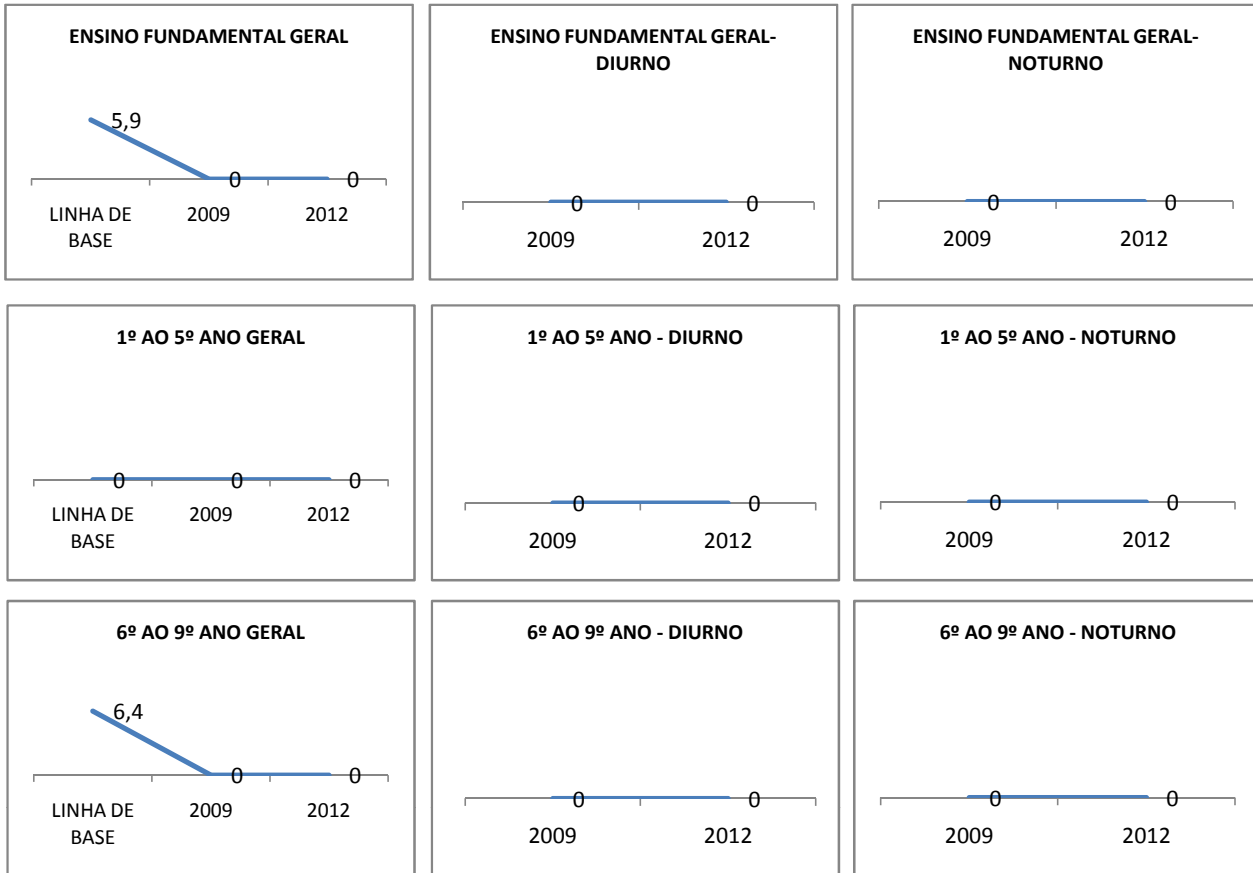 ENSINO FUNDAMENTAL GERAL
5,9
0
0
LINHA DE
BASE
2009
2012
ENSINO FUNDAMENTAL GERAL-
DIURNO
0
0
2009
2012
ENSINO FUNDAMENTAL GERAL-
NOTURNO
0
0
2009
2012
1º AO 5º ANO GERAL
0
0
0
LINHA DE
BASE
2009
2012
1º AO 5º ANO - DIURNO
0
0
2009
2012
1º AO 5º ANO - NOTURNO
0
0
2009
2012
6º AO 9º ANO GERAL
6,4
0
0
LINHA DE
BASE
2009
2012
6º AO 9º ANO - DIURNO
0
0
2009
2012
6º AO 9º ANO - NOTURNO
0
0
2009
2012